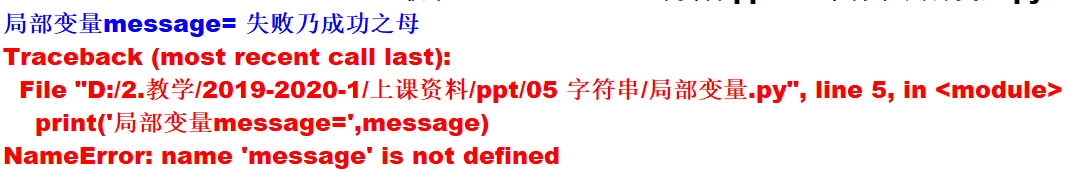 局部变量message= 失败乃成功之母
Traceback (most recent call last):
File "D:/2.教学/2019-2020-1/上课资料/ppt/05 字符串/局部变量.py", line 5, in <module>
print('局部变量message=',message)
NameError: name 'message' is not defined